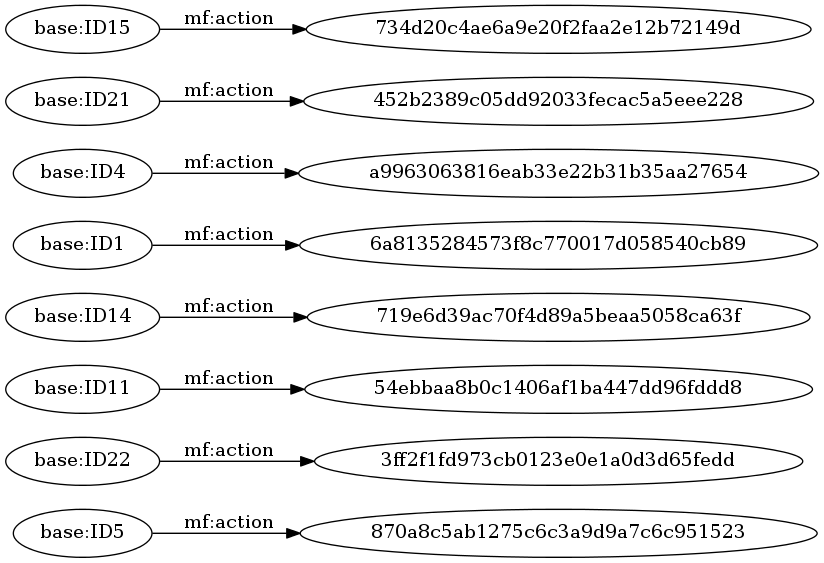 base:ID15 mf:action 734d20c4ae6a9e20f2faa2e12b72149d
base:ID21 mf:action 452b2389c05dd92033fecac5a5eee228
base:ID4 mf:action a9963063816eab33e22b31b35aa27654
base:ID1 mf:action 6a8135284573f8c770017d058540cb89
base:ID14 mf:action 719e6d39ac70f4d89a5beaa5058ca63f
base:ID11 mf:action 54ebbaa8b0c1406af1ba447dd96fddd8
base:ID22 mf:action 3ff2f1fd973cb0123e0e1a0d3d65fedd
base:ID5 mf:action 870a8c5ab1275c6c3a9d9a7c6c951523